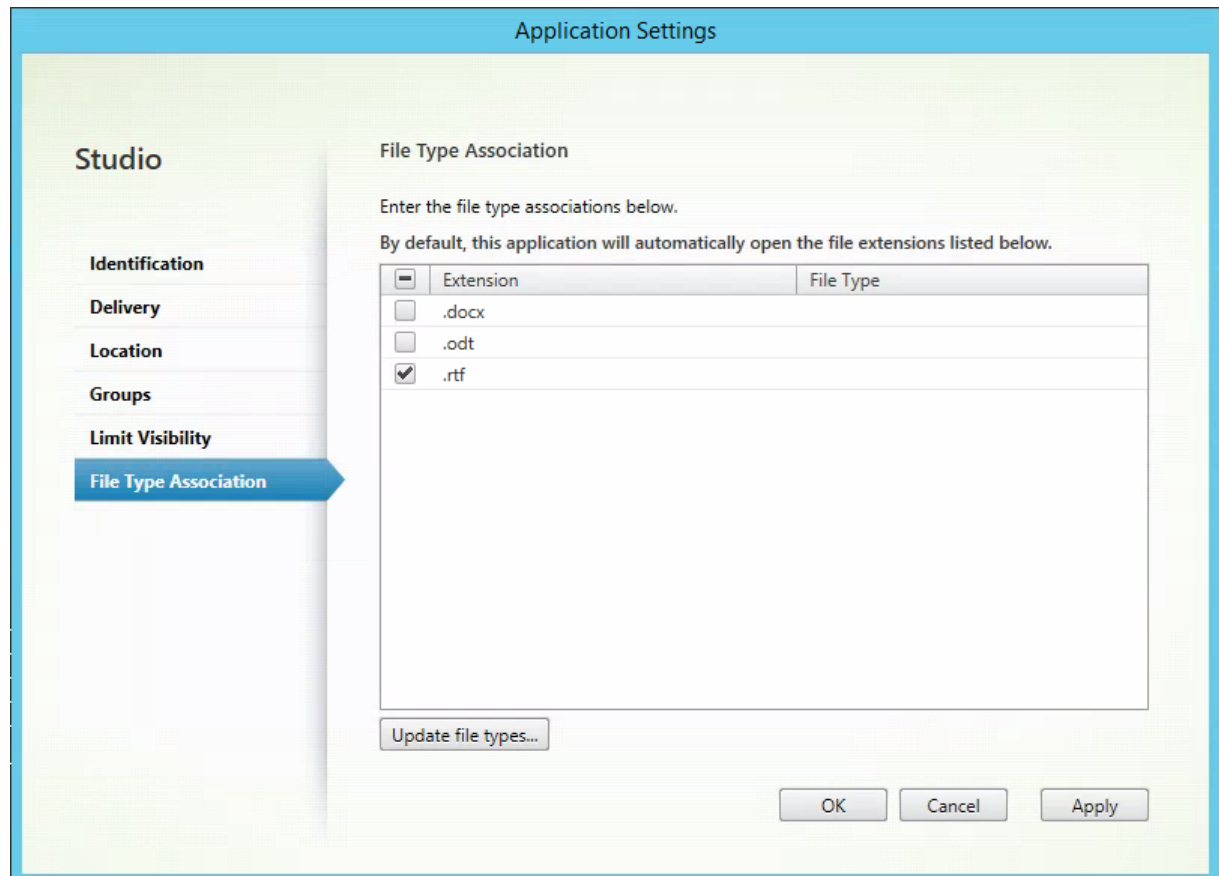 Application Settings
Studio
Identification
Delivery
Location
Groups
Limit Visibility
File Type Association
File Type Association
Enter the file type associations below.
By default, this application will automatically open the file extensions listed below.
Extension File Type
.docx
.odt
.rtf
Update file types...
OK Cancel Apply